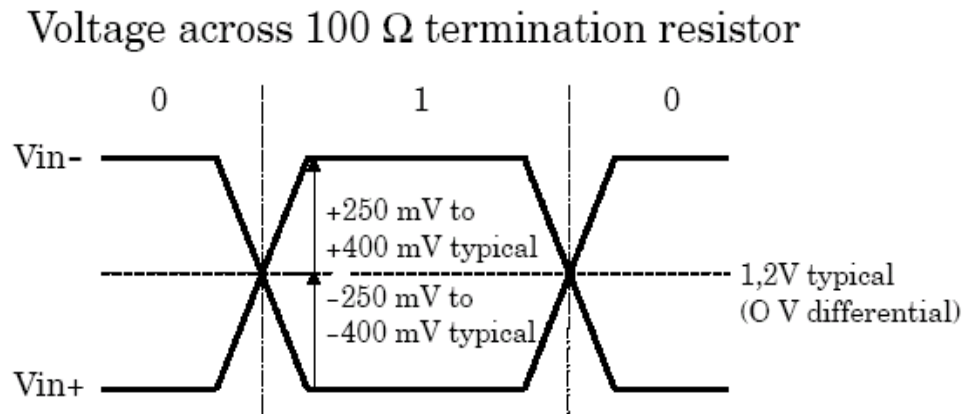 Voltage across 100 Ω termination resistor
0 1 0
Vin-
+250 mV to
+400 mV typical
1,2V typical
(O V differential)
-250 mV to
-400 mV typical
Vin+